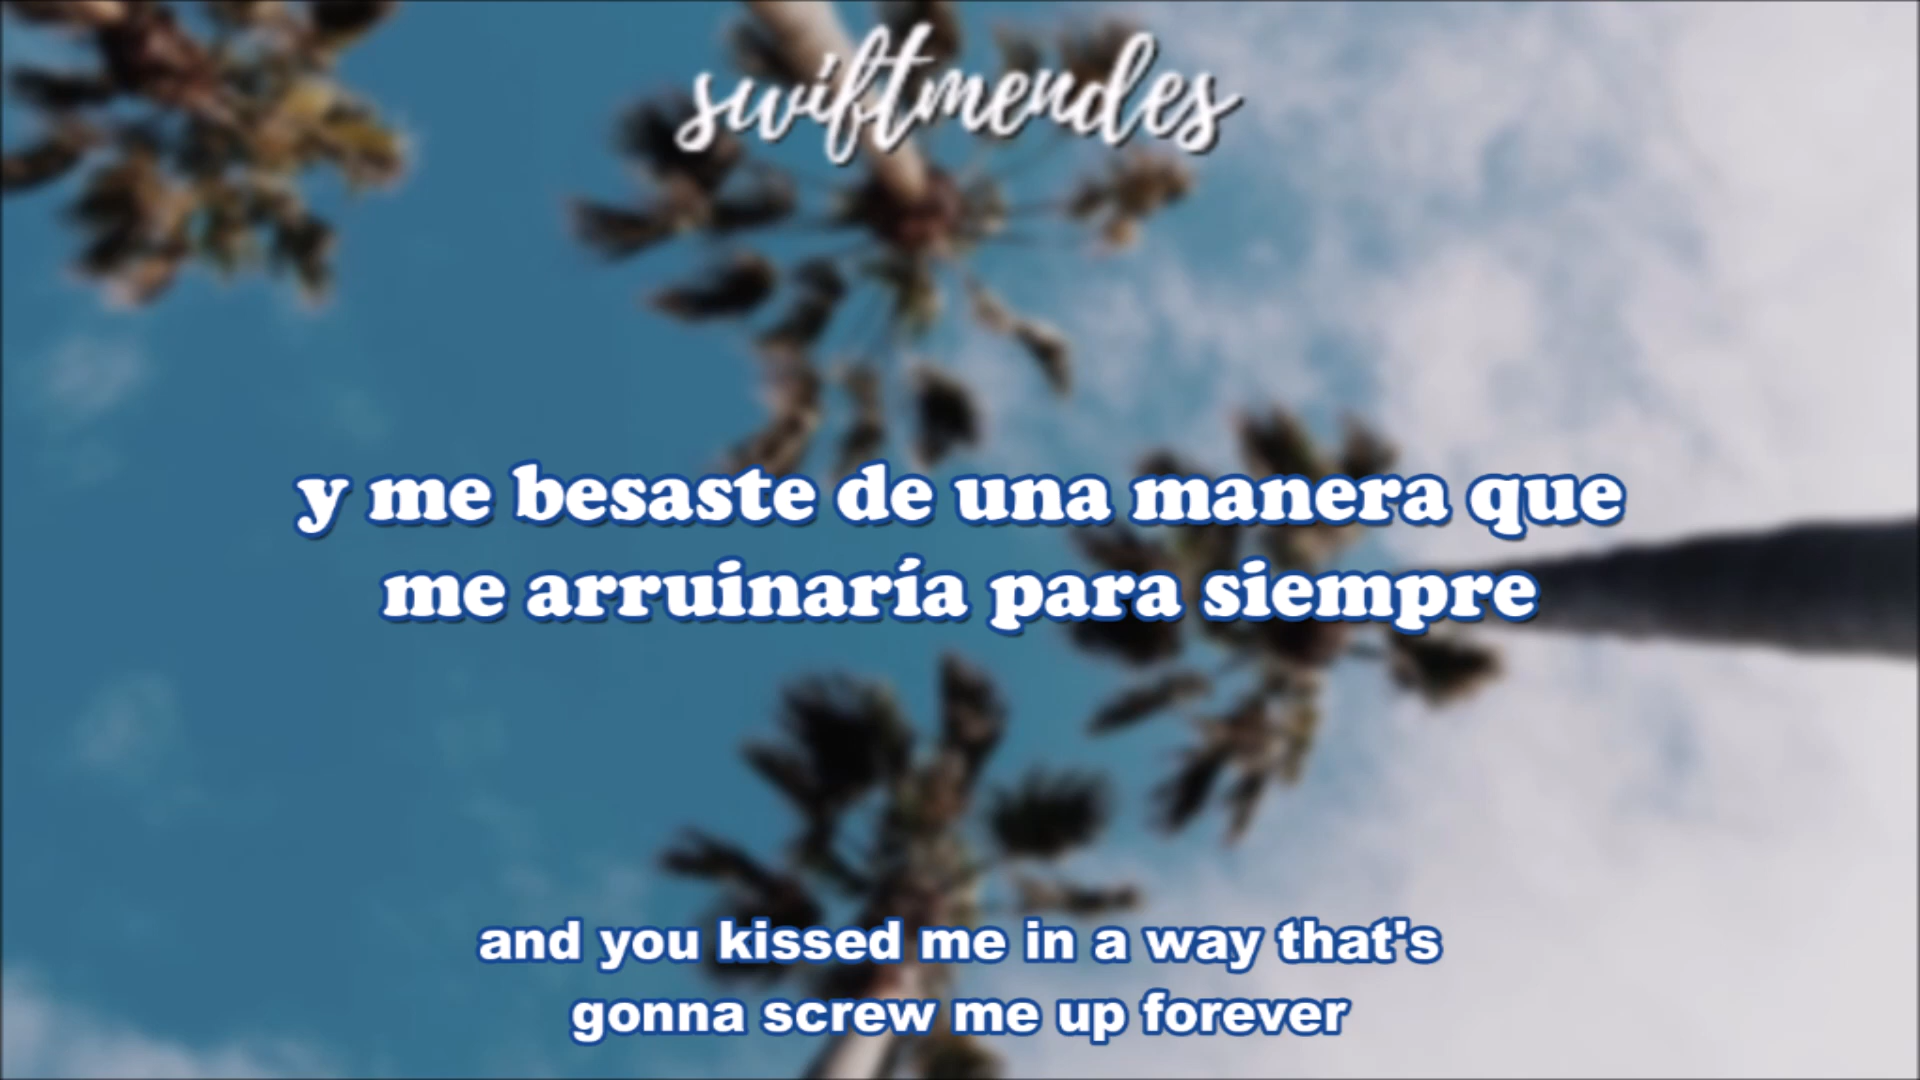 swiftmendes
y me besaste de una manera que
me arruinaría para siempre
and you kissed me in a way that's
gonna screw me up forever